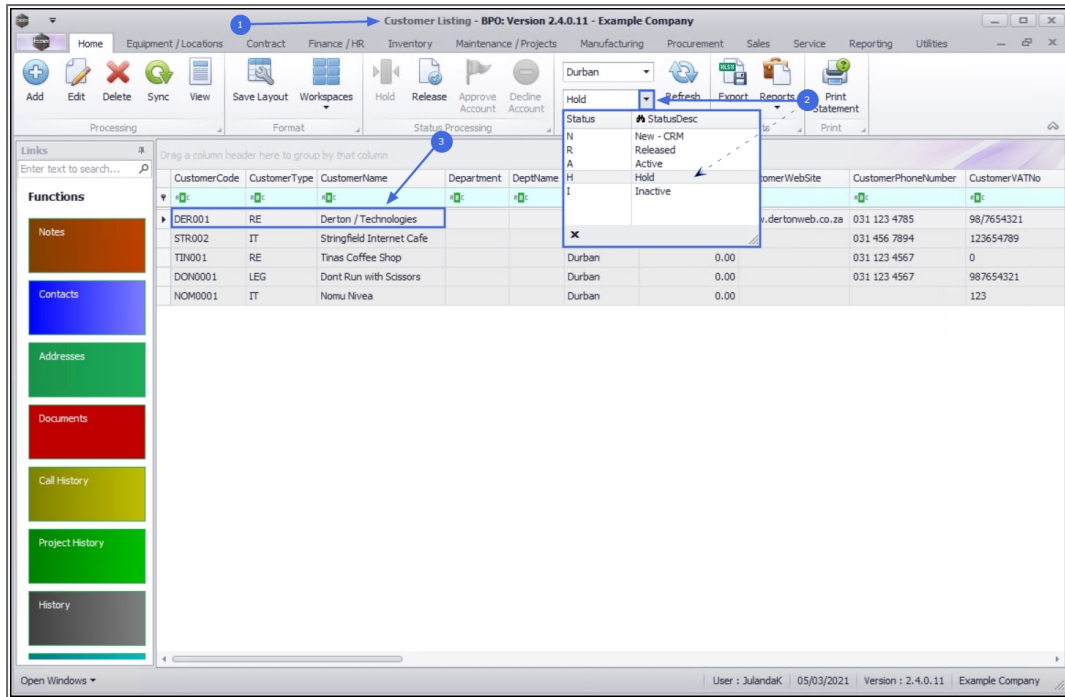 Customer Listing - BPO: Version 2.4.0.11 - Example Company
1
Home Equipment / Locations Contract Finance / HR Inventory Maintenance / Projects Manufacturing Procurement Sales Service Reporting Utilities
Add Edit Delete Sync View Save Layout Workspaces Hold Release Approve Account Decline Account
Durban
Hold
Refresh Export Reports Print Statement
2
Processing Format Status Processing Print
Status StatusDesc
N New - CRM
R Released
A Active
H Hold
I Inactive
3
Links
Enter text to search...
Drag a column header here to group by that column
CustomerCode CustomerType CustomerName Department DeptName CustomerPhoneNumber CustomerVATNo
Functions
DER001 RE Derton / Technologies .dertonweb.co.za 031 123 4785 98/7654321
STR002 IT Stringfield Internet Cafe 031 456 7894 123654789
TIN001 RE Tinas Coffee Shop Durban 0.00 031 123 4567 0
DON0001 LEG Dont Run with Scissors Durban 0.00 031 123 4567 987654321
NOM0001 IT Nomu Nivea Durban 0.00 123
Notes
Contacts
Addresses
Documents
Call History
Project History
History
Open Windows User : JulandaK 05/03/2021 Version : 2.4.0.11 Example Company